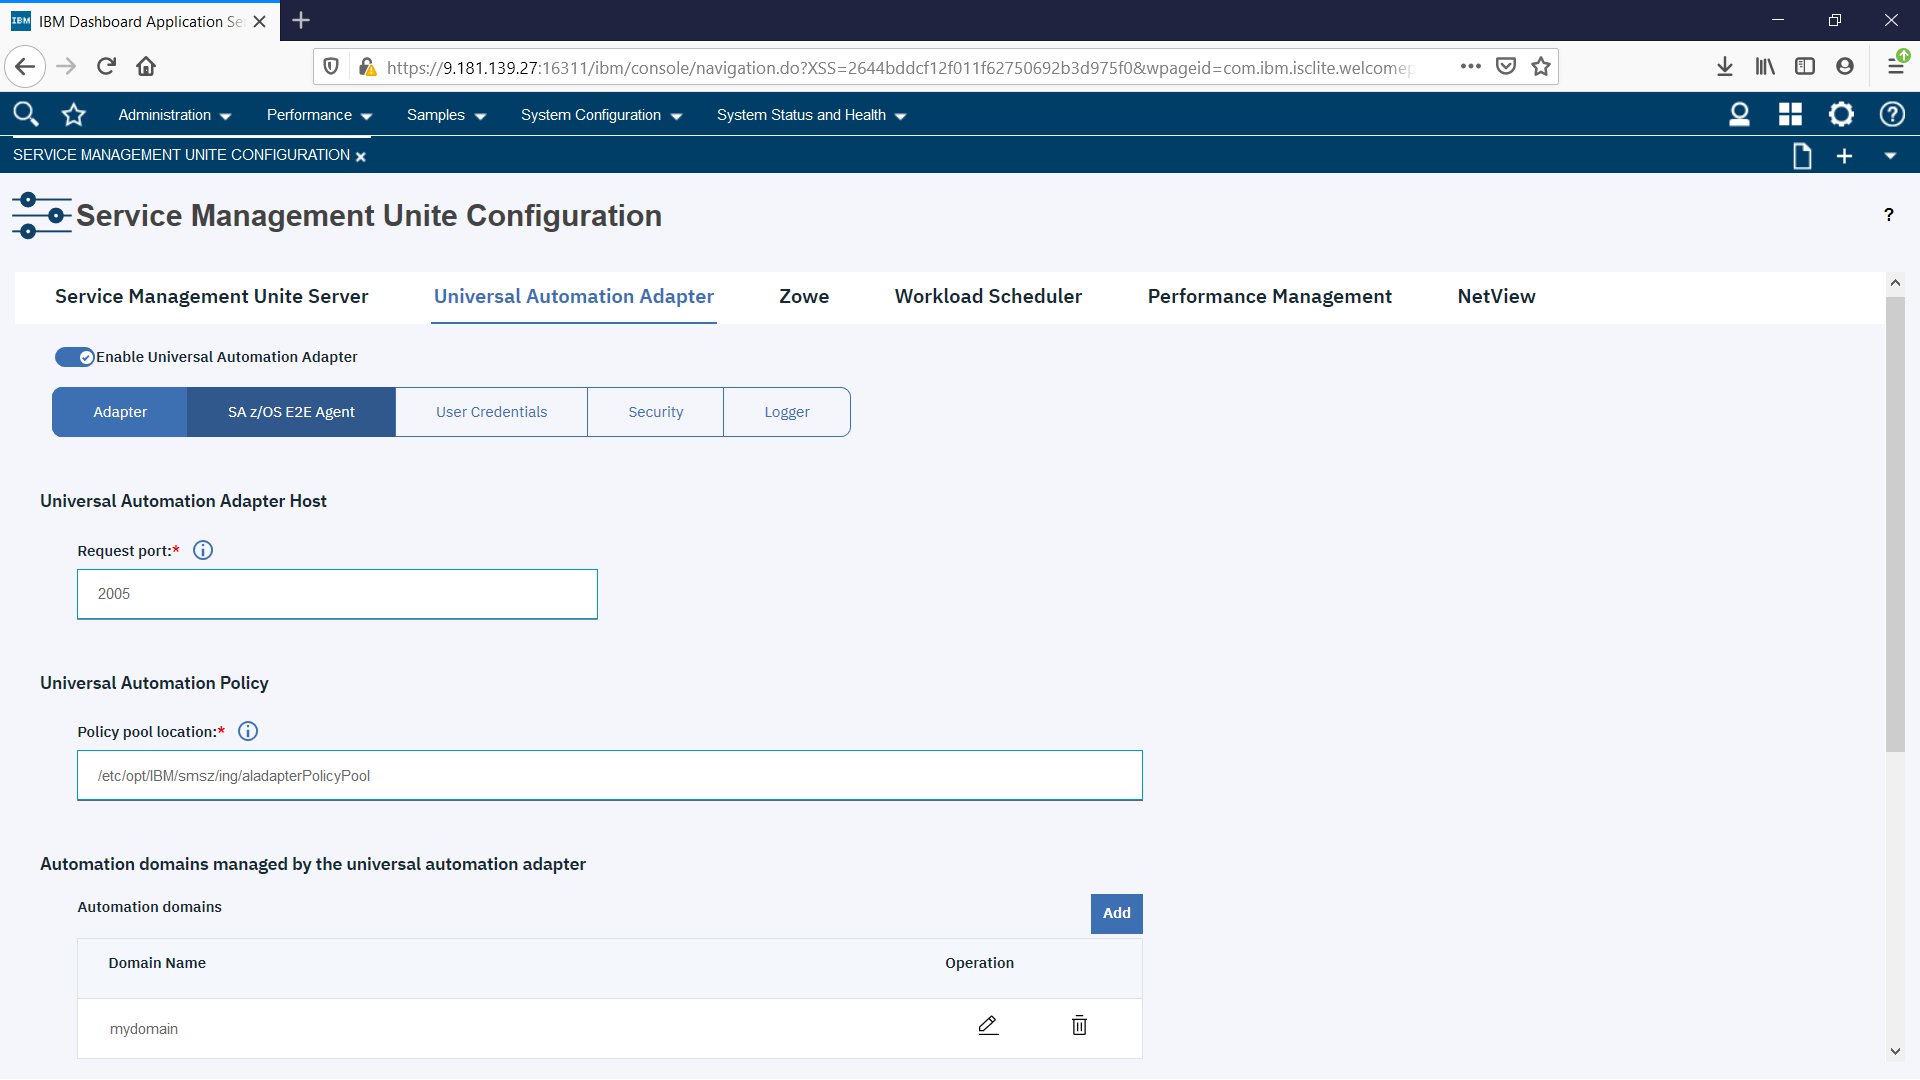 IBM Dashboard Application Se
https://9.181.139.27:16311/ibm/console/navigation.do?XSS=2644bddcf12f011f62750692b3d975f0&wpageid=com.ibm.isclite.welcomep
Administration Performance Samples System Configuration System Status and Health
SERVICE MANAGEMENT UNITE CONFIGURATION
Service Management Unite Configuration ?
Service Management Unite Server Universal Automation Adapter Zowe Workload Scheduler Performance Management NetView
Enable Universal Automation Adapter
Adapter SA z/OS E2E Agent User Credentials Security Logger
Universal Automation Adapter Host
Request port:*
2005
Universal Automation Policy
Policy pool location:*
/etc/opt/IBM/smsz/ing/aladapterPolicyPool
Automation domains managed by the universal automation adapter
Automation domains Add
Domain Name Operation
mydomain